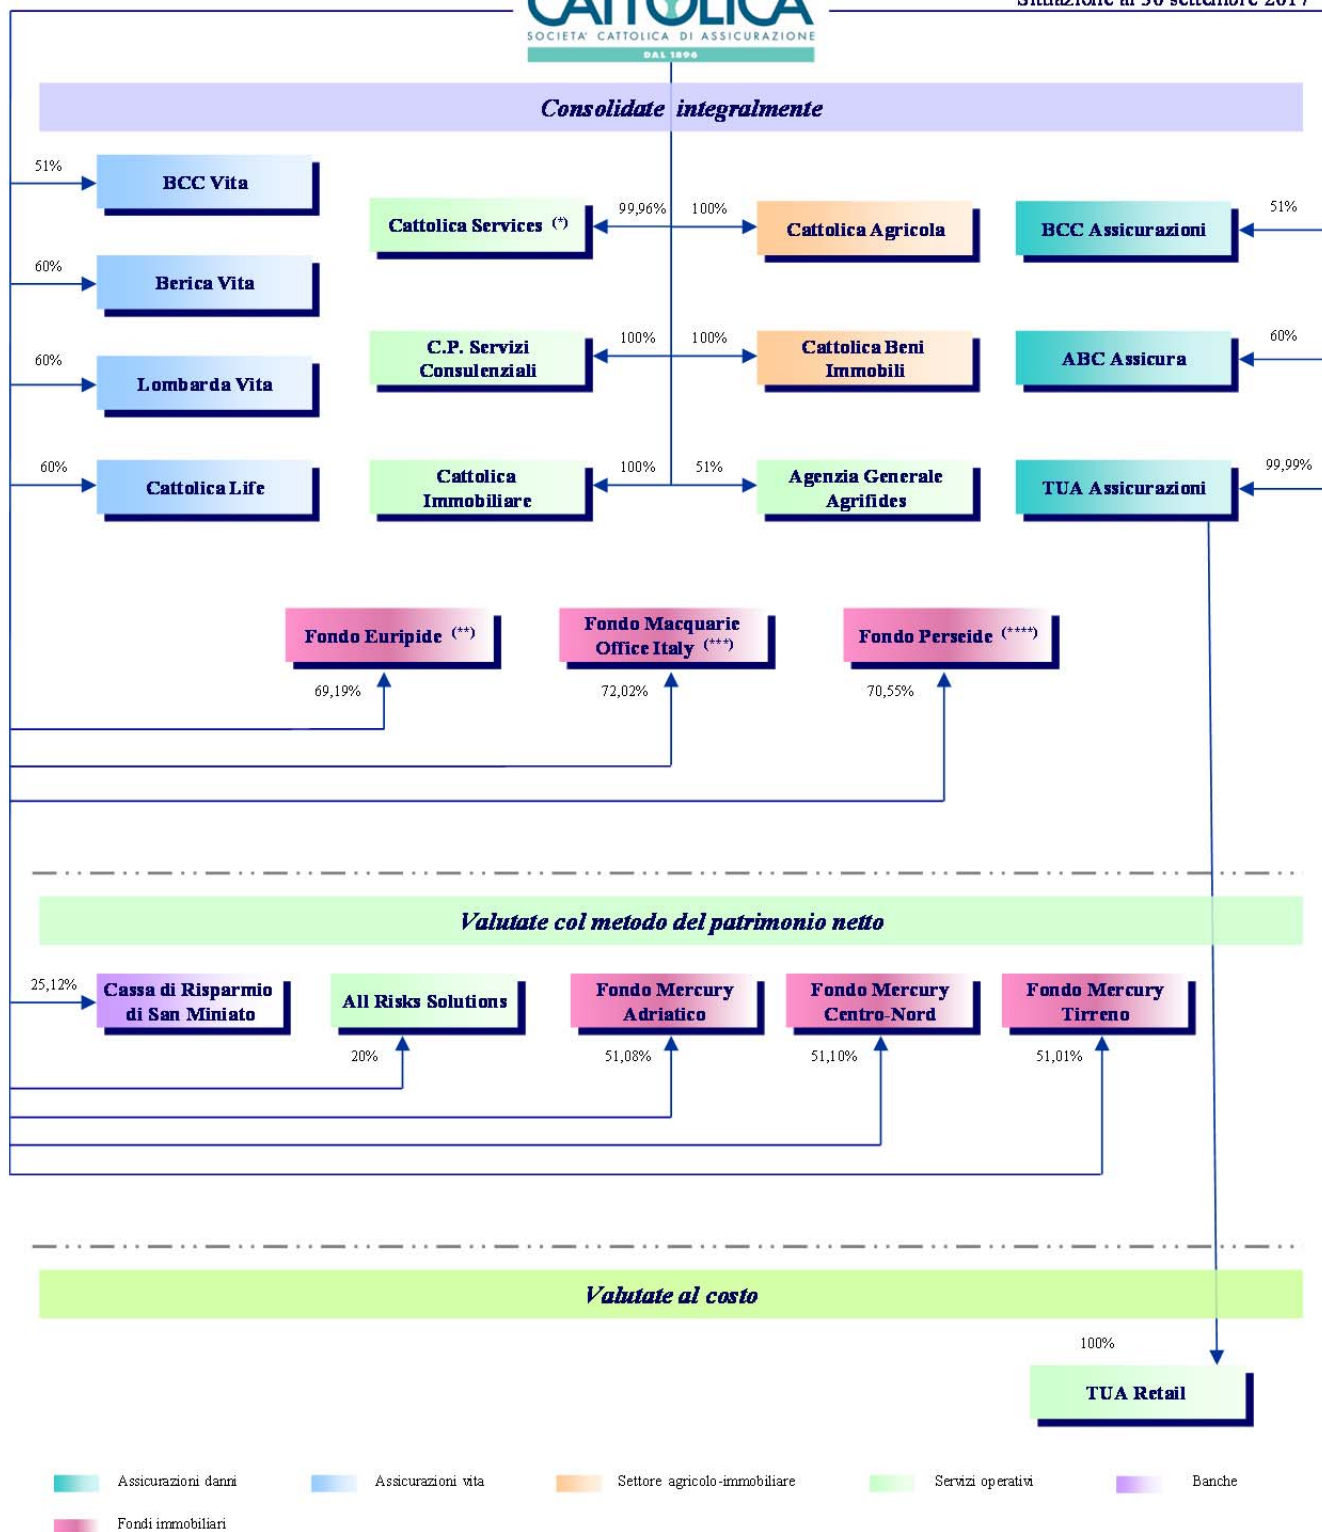 CATTOLICA
Situazione al 30 settembre 2017
SOCIETA' CATTOLICA DI ASSICURAZIONE
DAL 1896
Consolidate integralmente
51%
BCC Vita
Cattolica Services (*)
99,96%
100%
Cattolica Agricola
BCC Assicurazioni
51%
60%
Berica Vita
C.P. Servizi
Consulenziali
100%
100%
Cattolica Beni
Immobili
ABC Assicura
60%
60%
Lombarda Vita
60%
Cattolica Life
Cattolica
Immobiliare
100%
51%
Agenzia Generale
Agrifides
TUA Assicurazioni
99,99%
Fondo Euripide (**)
Fondo Macquarie
Office Italy (***)
Fondo Perseide (****)
69,19%
72,02%
70,55%
Valutate col metodo del patrimonio netto
25,12%
Cassa di Risparmio
di San Miniato
All Risks Solutions
Fondo Mercury
Adriatico
Fondo Mercury
Centro-Nord
Fondo Mercury
Tirreno
20%
51,08%
51,10%
51,01%
Valutate al costo
100%
TUA Retail
Assicurazioni danni
Assicurazioni vita
Settore agricolo-immobiliare
Servizi operativi
Banche
Fondi immobiliari